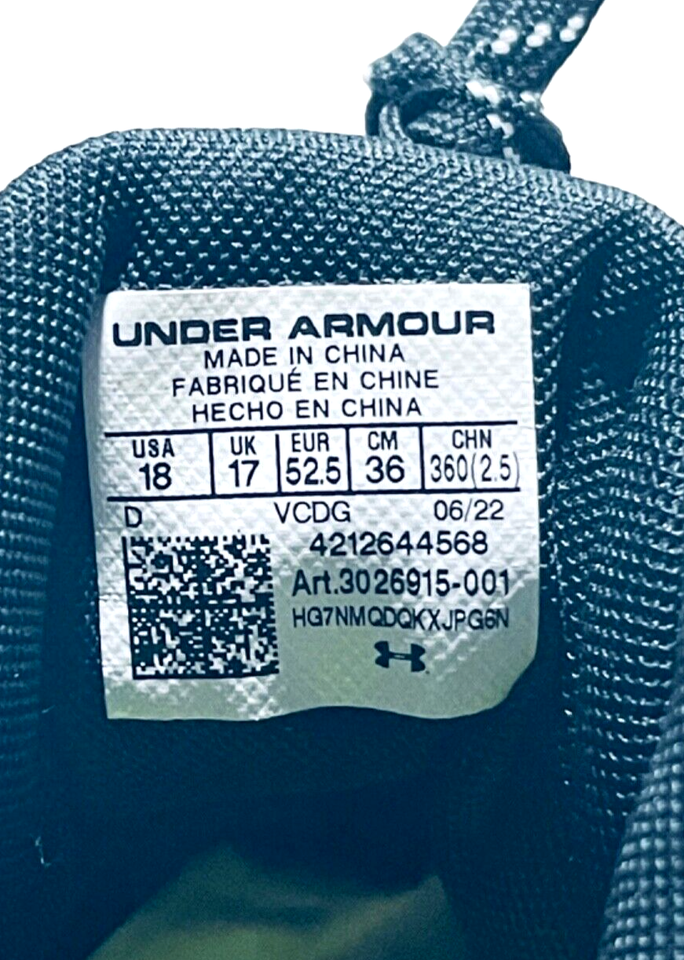 UNDER ARMOUR
MADE IN CHINA
FABRIQUÉ EN CHINE
HECHO EN CHINA
USA UK EUR CM CHN
18 17 52.5 36 360(2.5)
D VCDG 06/22
4212644568
Art.3026915-001
HG7NMQDQKXJPG6N